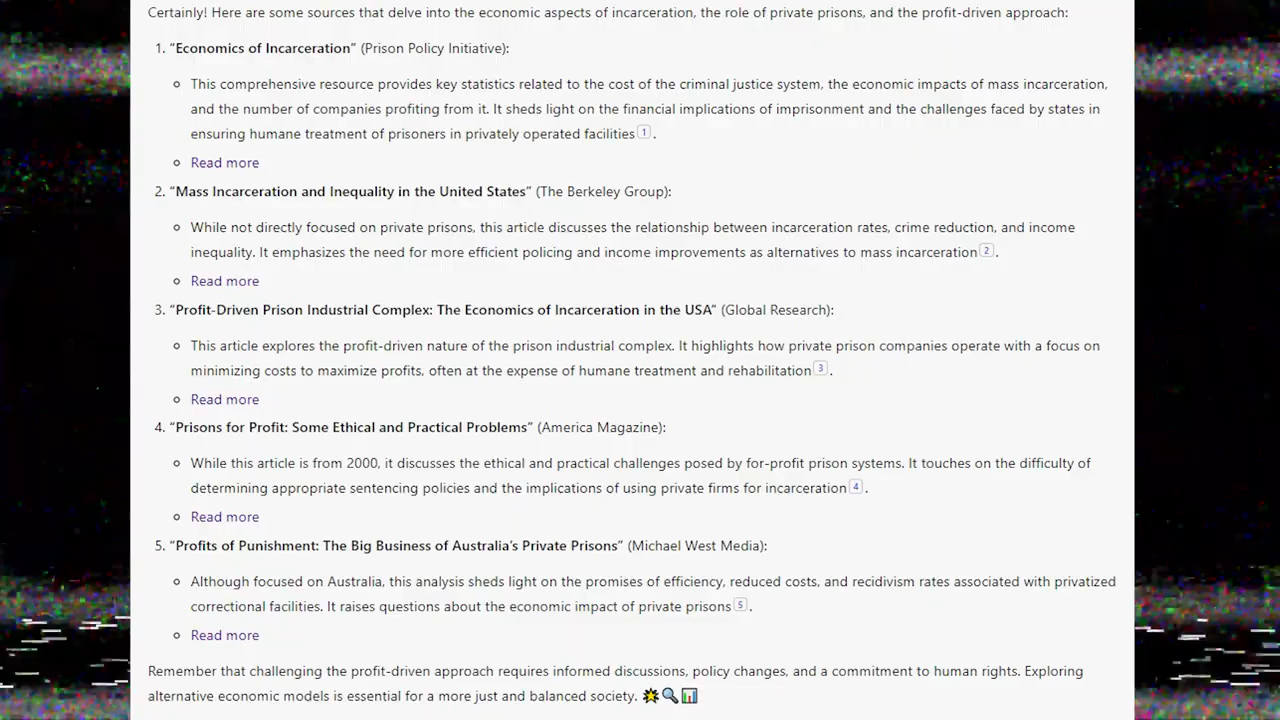 Certainly! Here are some sources that delve into the economic aspects of incarceration, the role of private prisons, and the profit-driven approach:
1. “Economics of Incarceration” (Prison Policy Initiative):
This comprehensive resource provides key statistics related to the cost of the criminal justice system, the economic impacts of mass incarceration,
and the number of companies profiting from it. It sheds light on the financial implications of imprisonment and the challenges faced by states in
ensuring humane treatment of prisoners in privately operated facilities 1 .
Read more
2. “Mass Incarceration and Inequality in the United States” (The Berkeley Group):
While not directly focused on private prisons, this article discusses the relationship between incarceration rates, crime reduction, and income
inequality. It emphasizes the need for more efficient policing and income improvements as alternatives to mass incarceration 2 .
Read more
3. “Profit-Driven Prison Industrial Complex: The Economics of Incarceration in the USA” (Global Research):
This article explores the profit-driven nature of the prison industrial complex. It highlights how private prison companies operate with a focus on
minimizing costs to maximize profits, often at the expense of humane treatment and rehabilitation 3 .
Read more
4. “Prisons for Profit: Some Ethical and Practical Problems” (America Magazine):
While this article is from 2000, it discusses the ethical and practical challenges posed by for-profit prison systems. It touches on the difficulty of
determining appropriate sentencing policies and the implications of using private firms for incarceration 4 .
Read more
5. “Profits of Punishment: The Big Business of Australia’s Private Prisons” (Michael West Media):
Although focused on Australia, this analysis sheds light on the promises of efficiency, reduced costs, and recidivism rates associated with privatized
correctional facilities. It raises questions about the economic impact of private prisons 5 .
Read more
Remember that challenging the profit-driven approach requires informed discussions, policy changes, and a commitment to human rights. Exploring
alternative economic models is essential for a more just and balanced society.